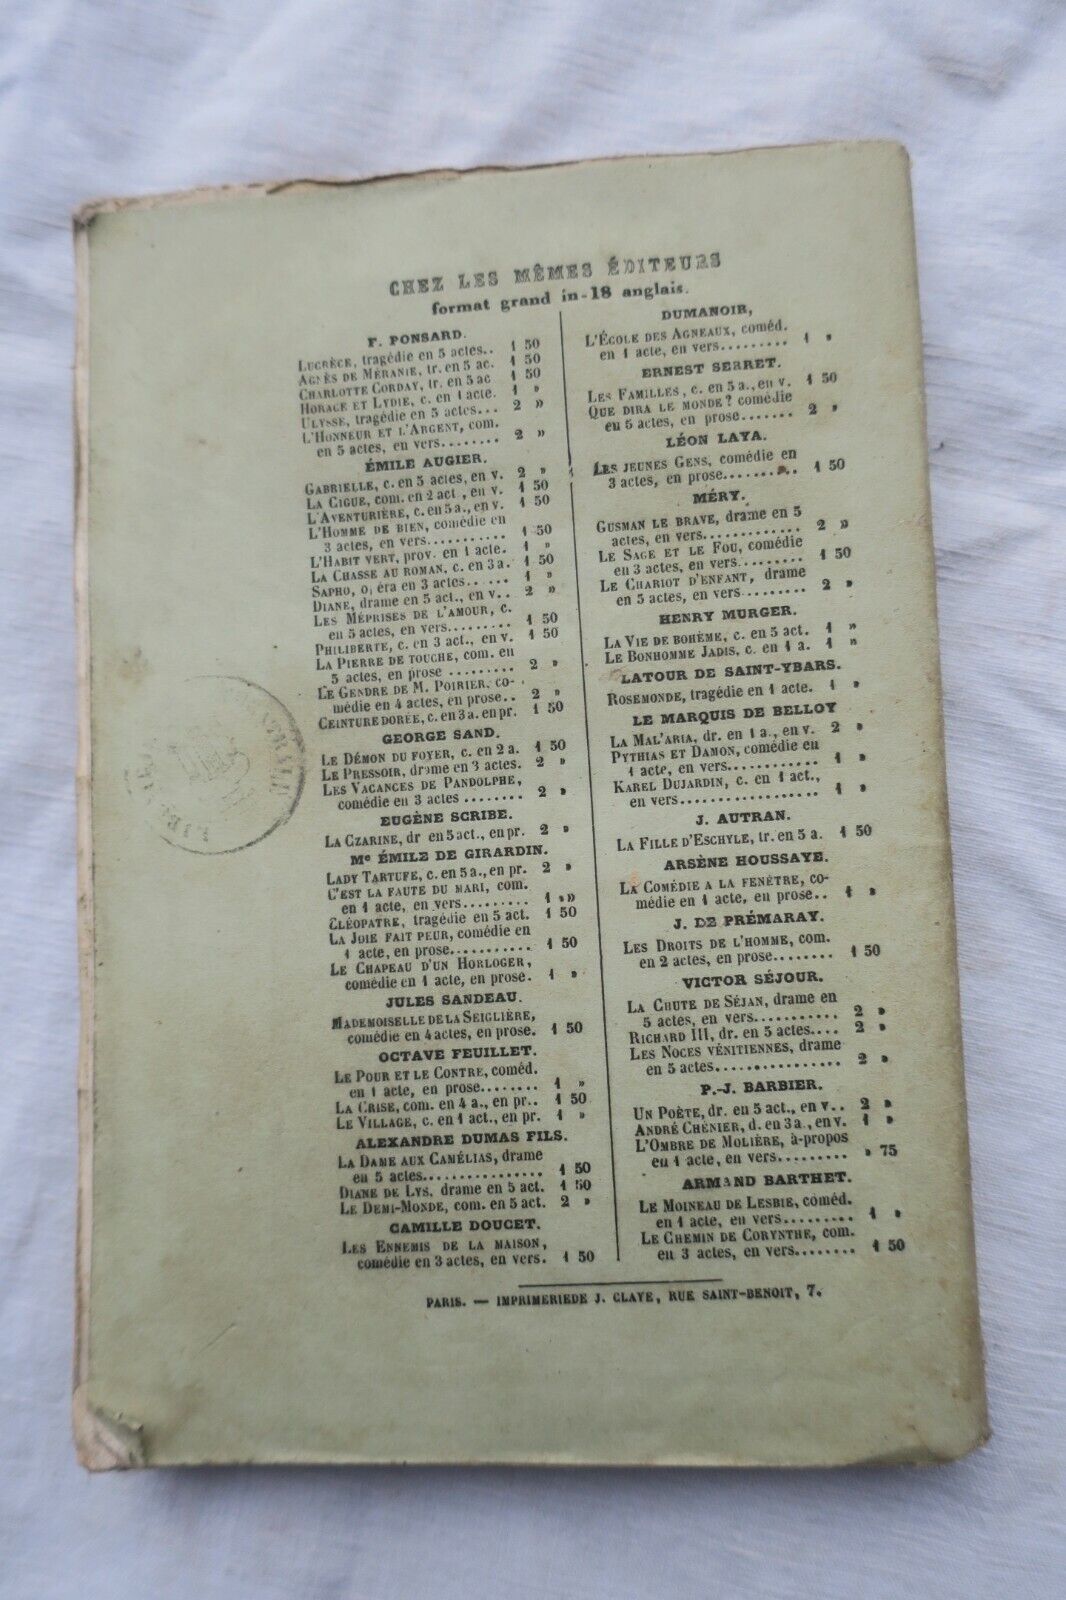 CHEZ LES MÊMES ÉDITEURS
format grand in-18 anglais.
F. PONSARD.
LUCRÈCE, tragédie en 5 actes.. 1 50
AGNÈS DE MÉRANIE, tr. en 5 ac. 1 50
CHARLOTTE CORDAY, tr. en 5 ac 1 50
HORACE ET LYDIE, c. en 1 acte. 1 »
ULYSSE, tragédie en 5 actes... 2 »
L'HONNEUR ET L'ARGENT, com.
en 5 actes, en vers........ 2 »
ÉMILE AUGIER.
GABRIELLE, c. en 5 actes, en v. 2 »
LA CIGUE, com. en 2 act, en v. 1 50
L'AVENTURIÈRE, c. en 5 a., en v. 1 50
L'HOMME DE BIEN, comédie en
3 actes, en vers........... 1 50
L'HABIT VERT, prov. en 1 acte. 1 »
LA CHASSE AU ROMAN, c. en 3 a. 1 50
SAPHO, opéra en 3 actes...... 1 »
DIANE, drame en 5 act., en v.. 2 »
LES MÉPRISES DE L'AMOUR, c.
en 5 actes, en vers......... 1 50
PHILIBERTE, c. en 3 act., en v. 1 50
LA PIERRE DE TOUCHE, com. en
5 actes, en prose ......... 2 »
LE GENDRE DE M. POIRIER, co-
médie en 4 actes, en prose.. 2 »
CEINTURE DORÉE, c. en 3 a. en pr. 1 50
GEORGE SAND.
LE DÉMON DU FOYER, c. en 2 a. 1 50
LE PRESSOIR, drame en 3 actes. 2 »
LES VACANCES DE PANDOLPHE,
comédie en 3 actes ........ 2 »
EUGÈNE SCRIBE.
LA CZARINE, dr en 5 act., en pr. 2 »
Me ÉMILE DE GIRARDIN.
LADY TARTUFE, c. en 5 a., en pr. 2 »
C'EST LA FAUTE DU MARI, com.
en 1 acte, en vers......... 1 »
CLÉOPATRE, tragédie en 5 act. 1 50
LA JOIE FAIT PEUR, comédie en
1 acte, en prose........... 1 50
LE CHAPEAU D'UN HORLOGER,
comédie en 1 acte, en prose. 1 »
JULES SANDEAU.
MADEMOISELLE DE LA SEIGLIÈRE,
comédie en 4 actes, en prose. 1 50
OCTAVE FEUILLET.
LE POUR ET LE CONTRE, coméd.
en 1 acte, en prose........ 1 »
LA CRISE, com. en 4 a., en pr.. 1 50
LE VILLAGE, c. en 1 act., en pr. 1 »
ALEXANDRE DUMAS FILS.
LA DAME AUX CAMÉLIAS, drame
en 5 actes................ 1 50
DIANE DE LYS, drame en 5 act. 1 50
LE DEMI-MONDE, com. en 5 act. 2 »
CAMILLE DOUCET.
LES ENNEMIS DE LA MAISON,
comédie en 3 actes, en vers. 1 50
DUMANOIR,
L'ÉCOLE DES AGNEAUX, coméd.
en 1 acte, en vers......... 1 »
ERNEST SERRET.
LES FAMILLES, c. en 5 a., en v. 1 50
QUE DIRA LE MONDE? comédie
en 5 actes, en prose....... 2 »
LÉON LAYA.
LES JEUNES GENS, comédie en
3 actes, en prose.......... 1 50
MÉRY.
GUSMAN LE BRAVE, drame en 5
actes, en vers............ 2 »
LE SAGE ET LE FOU, comédie
en 3 actes, en vers......... 1 50
LE CHARIOT D'ENFANT, drame
en 5 actes, en vers ........ 2 »
HENRY MURGER.
LA VIE DE BOHÈME, c. en 5 act. 1 »
LE BONHOMME JADIS, c. en 1 a. 1 »
LATOUR DE SAINT-YBARS.
ROSEMONDE, tragédie en 1 acte. 1 »
LE MARQUIS DE BELLOY
LA MAL'ARIA, dr. en 1 a., en v. 2 »
PYTHIAS ET DAMON, comédie en
1 acte, en vers............ 1 »
KAREL DUJARDIN, c. en 1 act.,
en vers.................. 1 »
J. AUTRAN.
LA FILLE D'ESCHYLE, tr. en 5 a. 1 50
ARSÈNE HOUSSAYE.
LA COMÉDIE A LA FENÊTRE, co-
médie en 1 acte, en prose.. 1 »
J. DE PRÉMARAY.
LES DROITS DE L'HOMME, com.
en 2 actes, en prose........ 1 50
VICTOR SÉJOUR.
LA CHUTE DE SÉJAN, drame en
5 actes, en vers........... 2 »
RICHARD III, dr. en 5 actes.... 2 »
LES NOCES VÉNITIENNES, drame
en 5 actes................. 2 »
P.-J. BARBIER.
UN POÈTE, dr. en 5 act., en v.. 2 »
ANDRÉ CHÉNIER, d. en 3 a., en v. 1 »
L'OMBRE DE MOLIÈRE, à-propos
en 1 acte, en vers......... » 75
ARMAND BARTHET.
LE MOINEAU DE LESBIE, coméd.
en 1 acte, en vers......... 1 »
LE CHEMIN DE CORYNTHE, com.
en 3 actes, en vers........ 1 50
PARIS. — IMPRIMERIEDE J. CLAYE, RUE SAINT-BENOIT, 7.